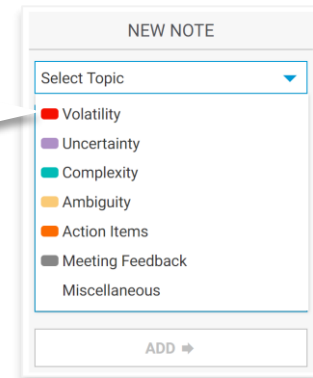 NEW NOTE
Select Topic
Volatility
Uncertainty
Complexity
Ambiguity
Action Items
Meeting Feedback
Miscellaneous
ADD